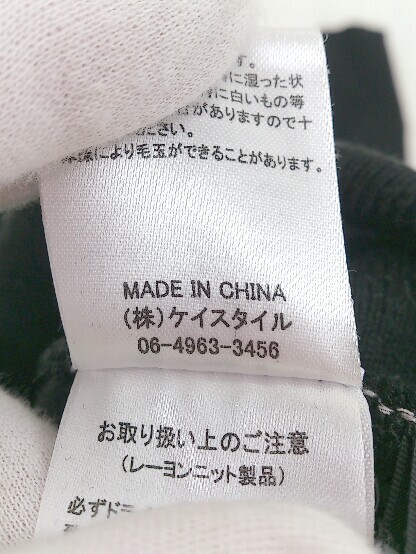 す。
に湿った状
特に白いもの等
がありますので十
ださい。
により毛玉ができることがあります。
MADE IN CHINA
(株)ケイスタイル
06-4963-3456
お取り扱い上のご注意
(レーヨンニット製品)
必ずドラ